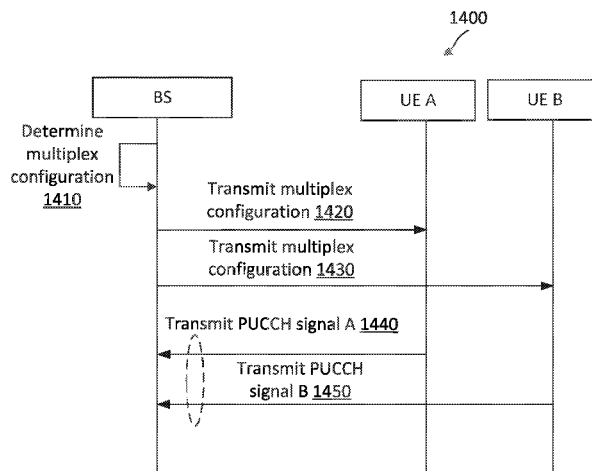 1400
BS
UE A
UE B
Determine
multiplex
configuration
1410
Transmit multiplex
configuration 1420
Transmit multiplex
configuration 1430
Transmit PUCCH signal A 1440
Transmit PUCCH
signal B 1450